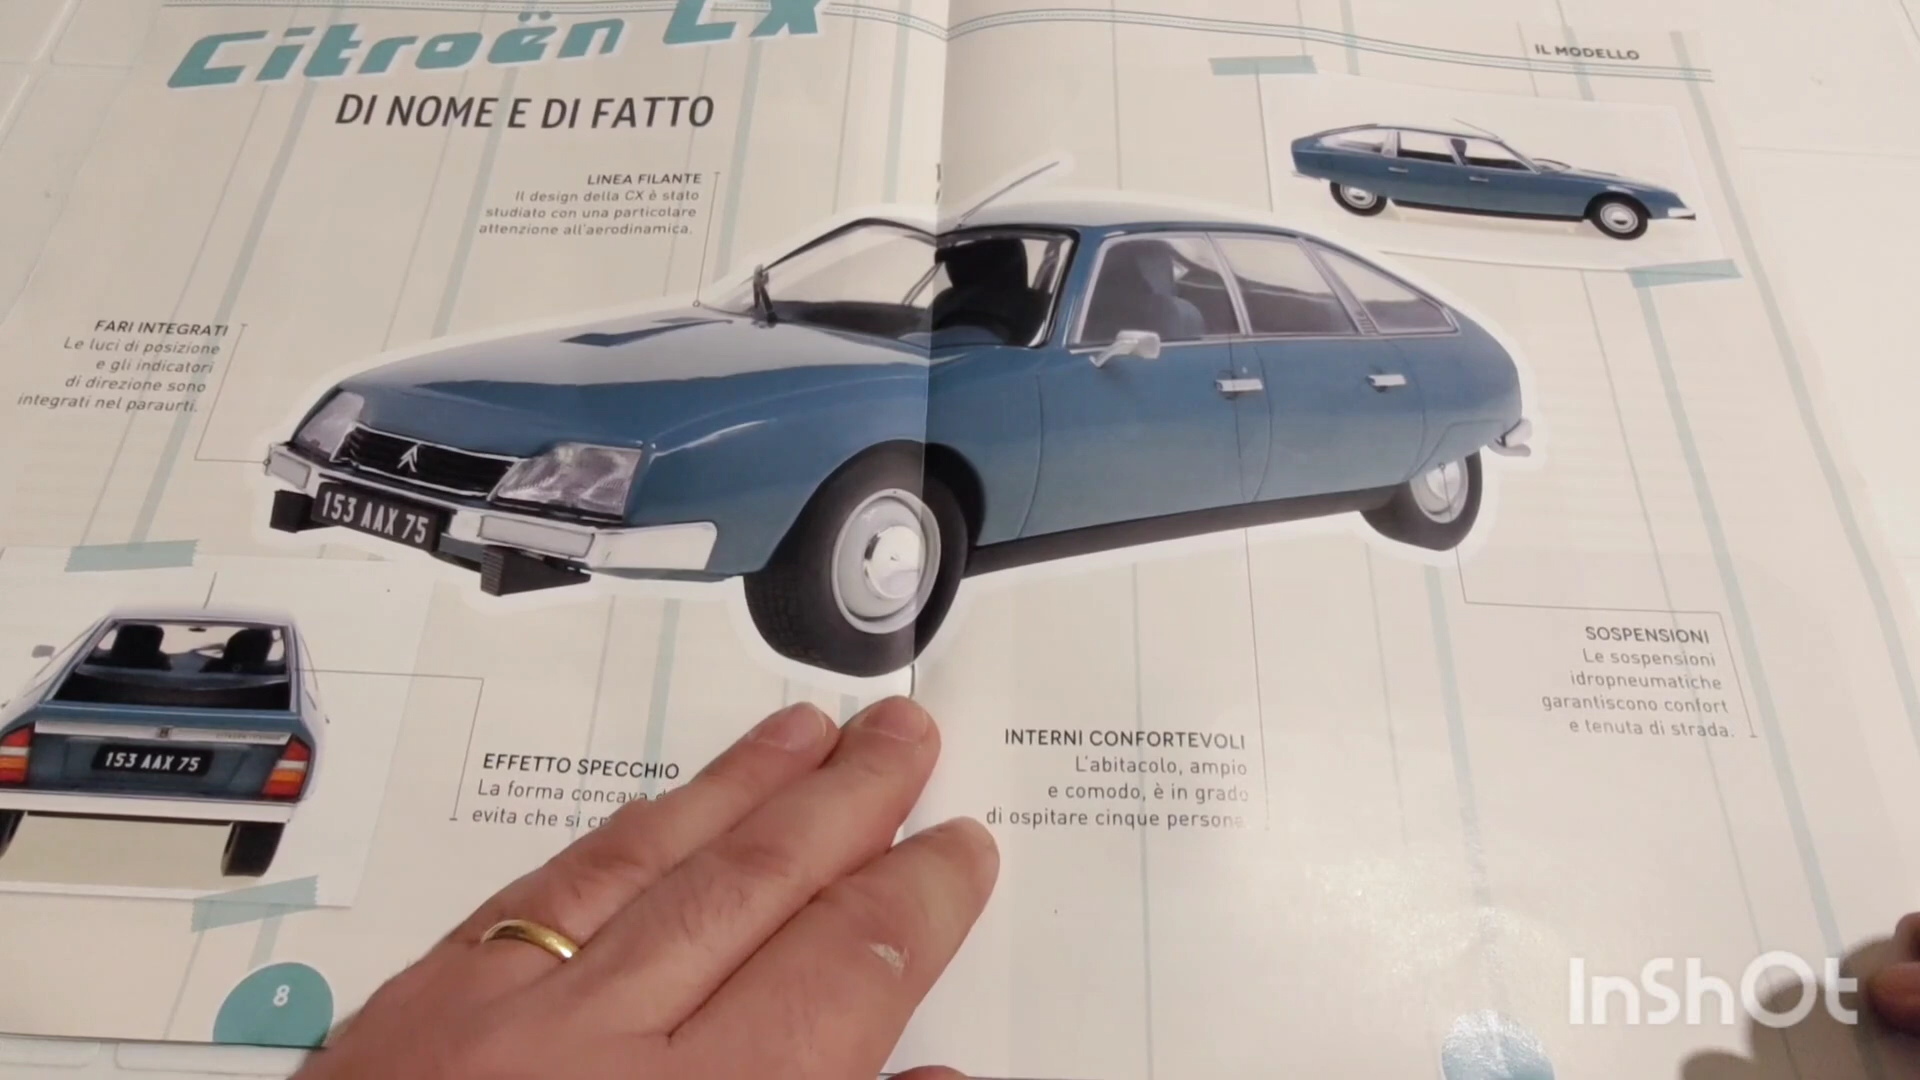 Citroën CX
DI NOME E DI FATTO
IL MODELLO
LINEA FILANTE
Il design della CX è stato
studiato con una particolare
attenzione all'aerodinamica.
FARI INTEGRATI
Le luci di posizione
e gli indicatori
di direzione sono
integrati nel paraurti.
153 AAX 75
153 AAX 75
EFFETTO SPECCHIO
La forma concava
evita che si
INTERNI CONFORTEVOLI
L'abitacolo, ampio
e comodo, è in grado
di ospitare cinque persone.
SOSPENSIONI
Le sospensioni
idropneumatiche
garantiscono confort
e tenuta di strada.
8
InShOt